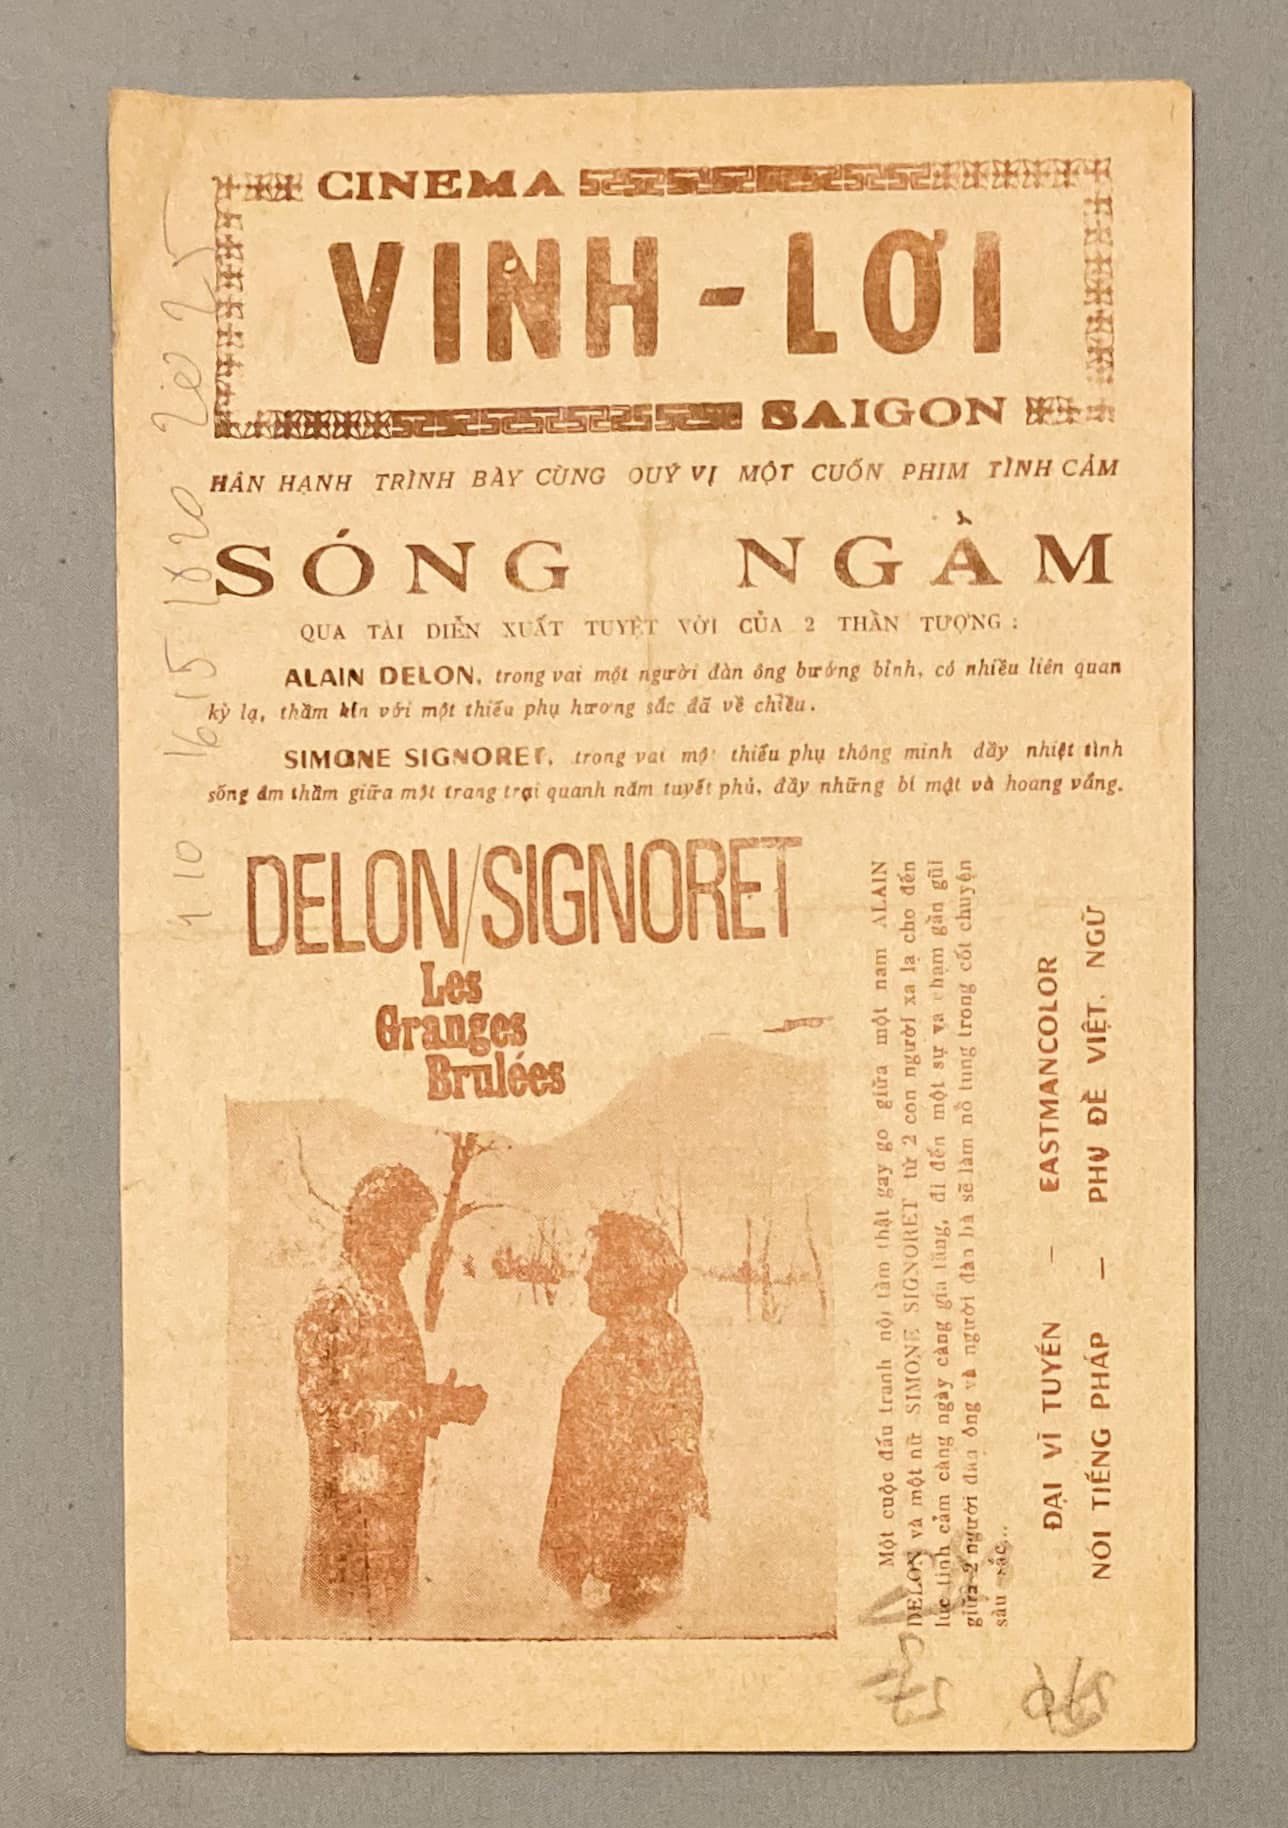 CINEMA
VINH - LỢI
SAIGON
HÂN HẠNH TRÌNH BÀY CÙNG QUÝ VỊ MỘT CUỐN PHIM TÌNH CẢM
SÓNG NGẦM
QUA TÀI DIỄN XUẤT TUYỆT VỜI CỦA 2 THẦN TƯỢNG :
ALAIN DELON, trong vai một người đàn ông bướng bỉnh, có nhiều liên quan
kỳ lạ, thầm kín với một thiếu phụ hương sắc đã về chiều.
SIMONE SIGNORET, trong vai một thiếu phụ thông minh đầy nhiệt tình
sống âm thầm giữa một trang trại quanh năm tuyết phủ, đầy những bí mật và hoang vắng.
DELON/SIGNORET
Les
Granges
Brulées
Một cuộc đấu tranh nội tâm thật gay go giữa một nam ALAIN
DELON và một nữ SIMONE SIGNORET từ 2 con người xa lạ cho đến
lúc tình cảm càng ngày càng gia tăng, đi đến một sự va chạm gần gũi
giữa 2 người đàn ông và người đàn bà sẽ làm nổ tung trong cốt chuyện
sâu sắc...
ĐẠI VĨ TUYẾN – EASTMANCOLOR
NÓI TIẾNG PHÁP – PHỤ ĐỀ VIỆT. NGỮ
10 16 15 18 20 20 25